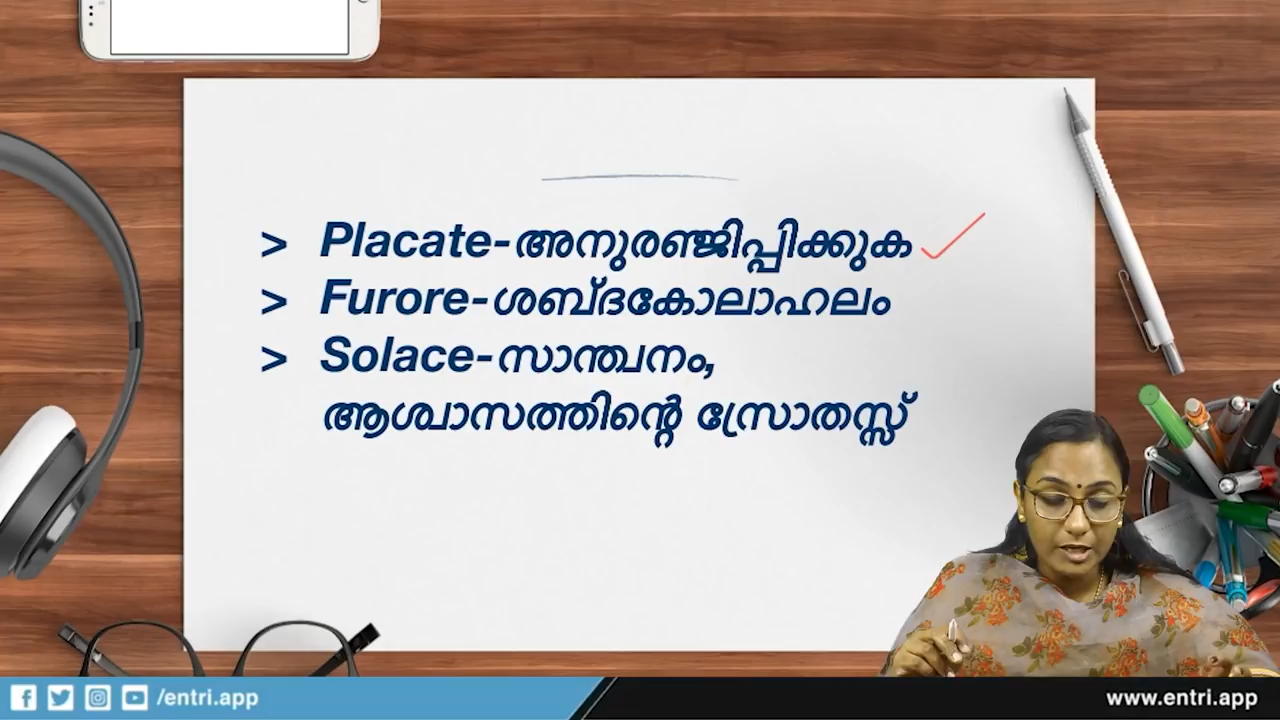 > Placate-അനുരഞ്ജിപ്പിക്കുക
> Furore-ശബ്ദകോലാഹലം
> Solace-സാന്ത്വനം,
ആശ്വാസത്തിന്റെ സ്രോതസ്സ്
/entri.app
www.entri.app